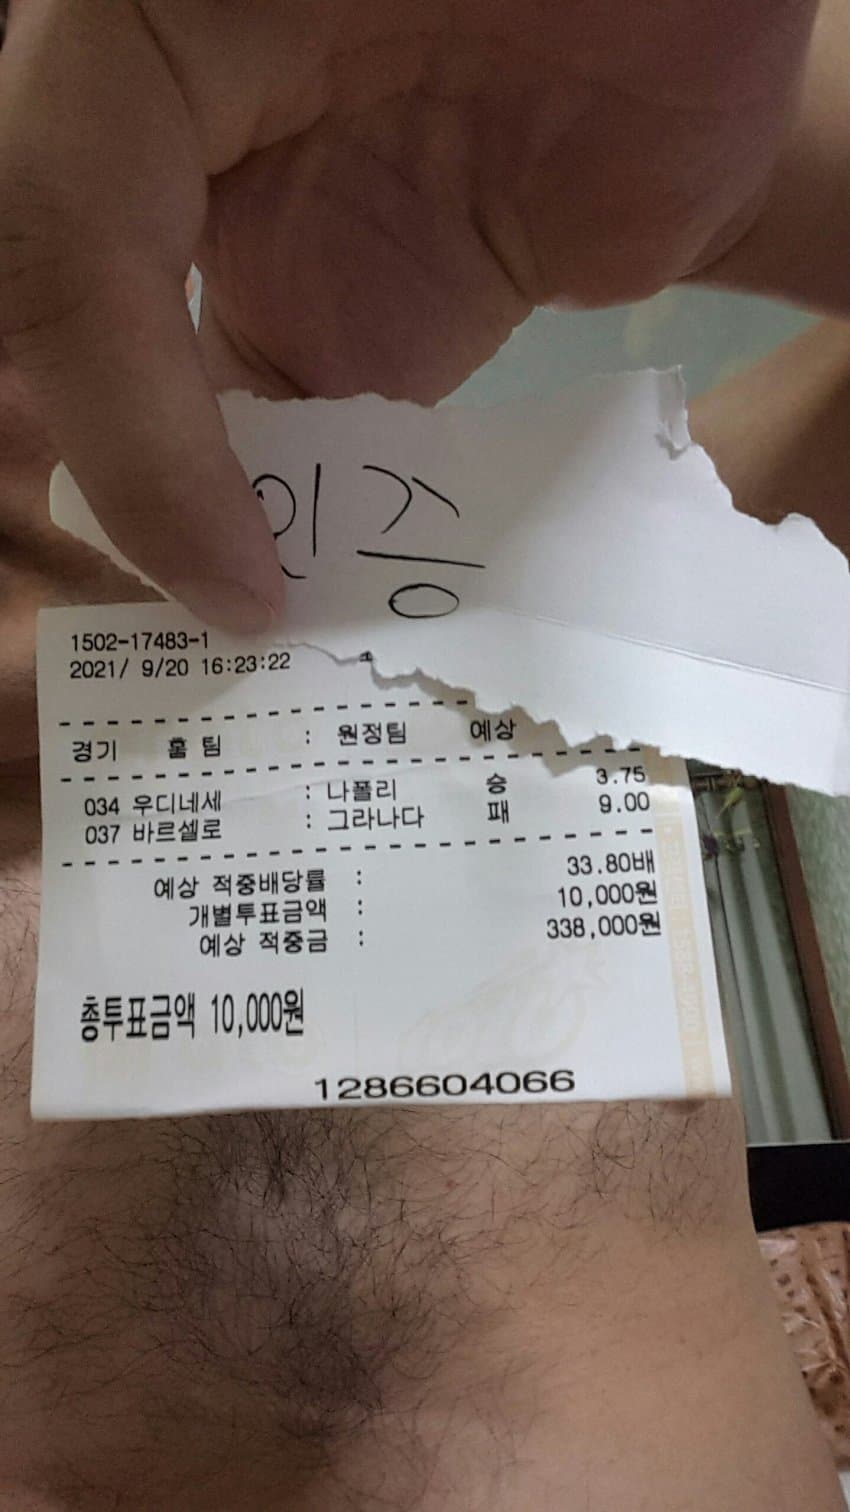 인증
1502-17483-1
2021/ 9/20 16:23:22
경기 홈 팀 : 원정팀 예상
034 우디네세 : 나폴리 승 3.75
037 바르셀로 : 그라나다 패 9.00
예상 적중배당률 : 33.80배
개별투표금액 : 10,000원
예상 적중금 : 338,000원
총투표금액 10,000원
1286604066